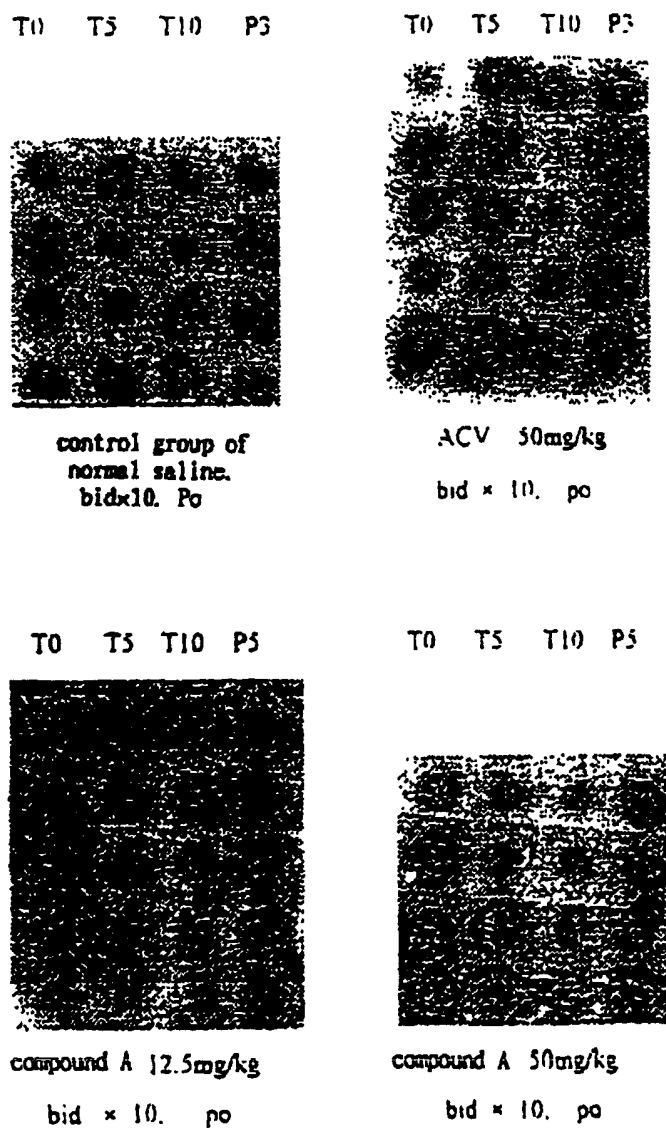 T0 T5 T10 P3
control group of
normal saline.
bid×10. Po
T0 T5 T10 P3
ACV 50mg/kg
bid × 10. po
T0 T5 T10 P5
compound A 12.5mg/kg
bid × 10. po
T0 T5 T10 P5
compound A 50mg/kg
bid × 10. po